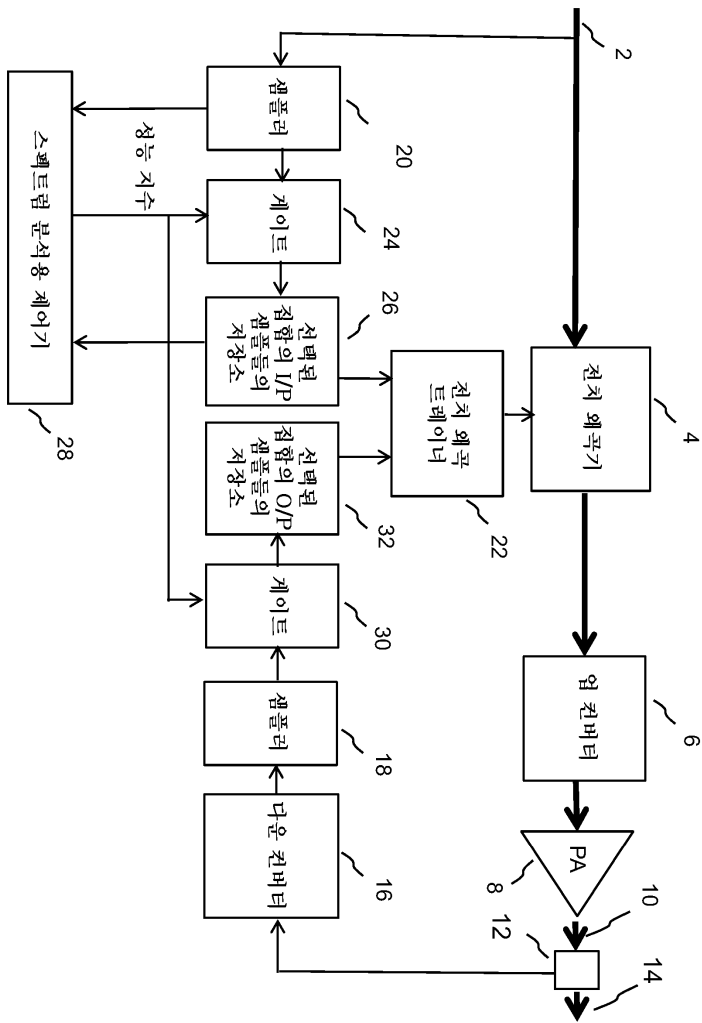 2
전치 왜곡기
4
업 컨버터
6
PA
8
10
12
14
전치 왜곡
트레이너
22
샘플러
20
게이트
24
선택된
집합의 I/P
샘플들의
저장소
26
선택된
집합의 O/P
샘플들의
저장소
32
게이트
30
샘플러
18
다운 컨버터
16
성능 지수
스펙트럼 분석용 제어기
28